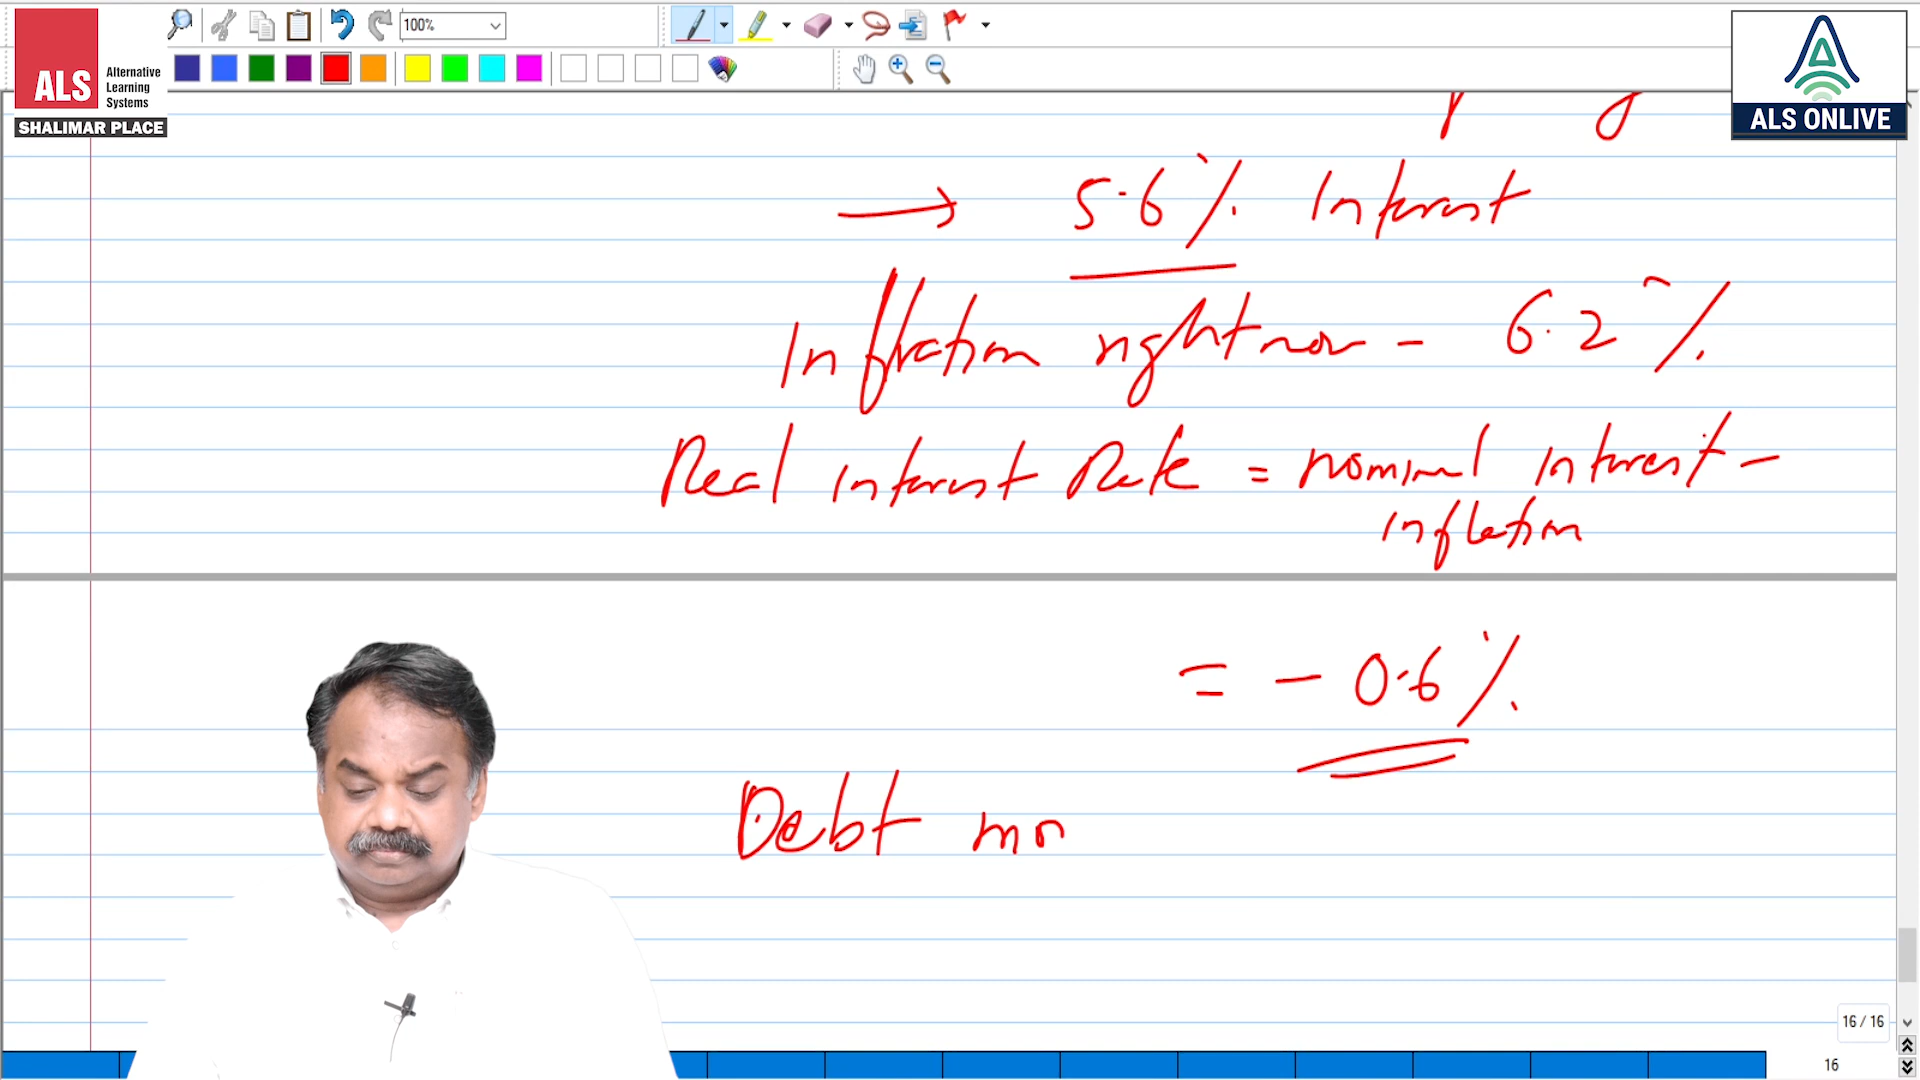 100%
ALS
Alternative
Learning
Systems
SHALIMAR PLACE
ALS ONLIVE
→ 5.6% Interest
Inflation right now - 6.2%
Real interest Rate = nominal interest -
inflation
= - 0.6%
Debt mo
16 / 16
16